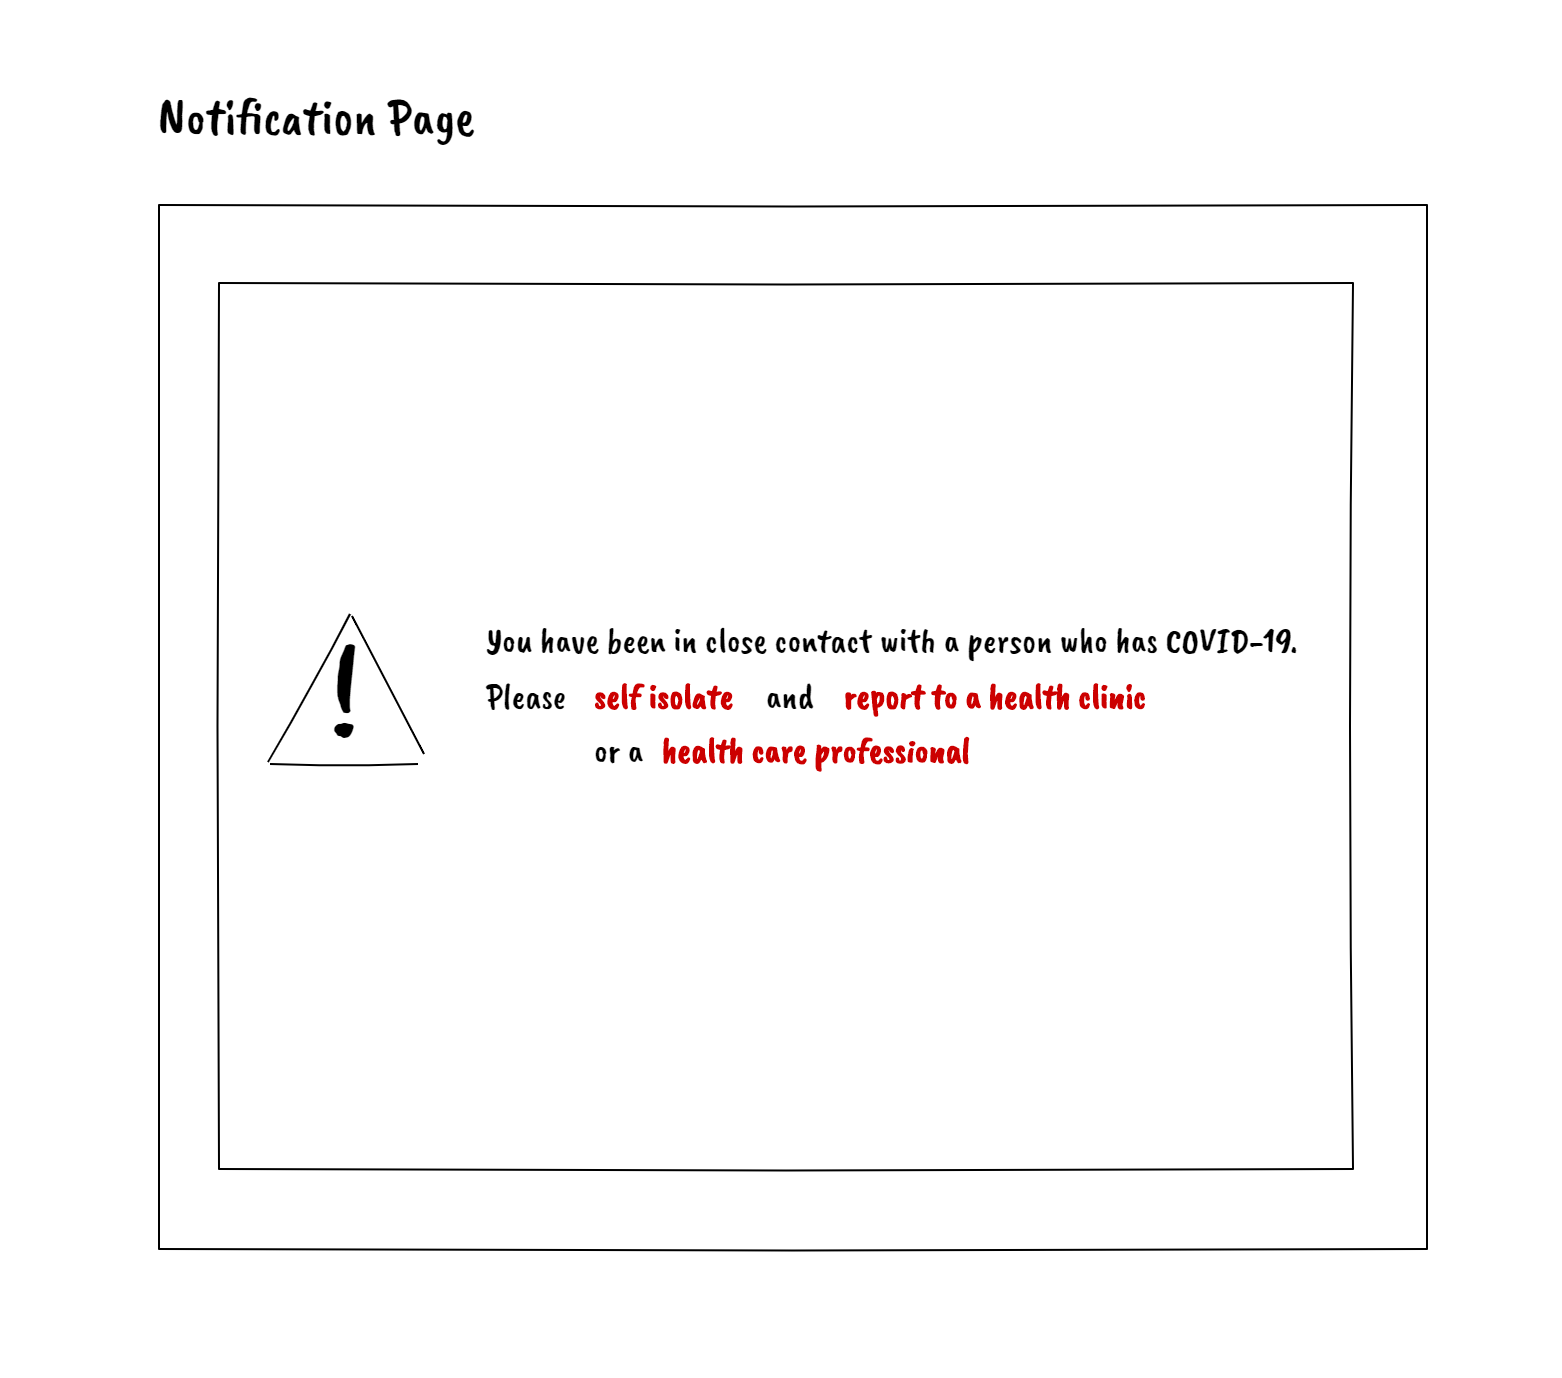 Notification Page
!
You have been in close contact with a person who has COVID-19.
Please self isolate and report to a health clinic
or a health care professional